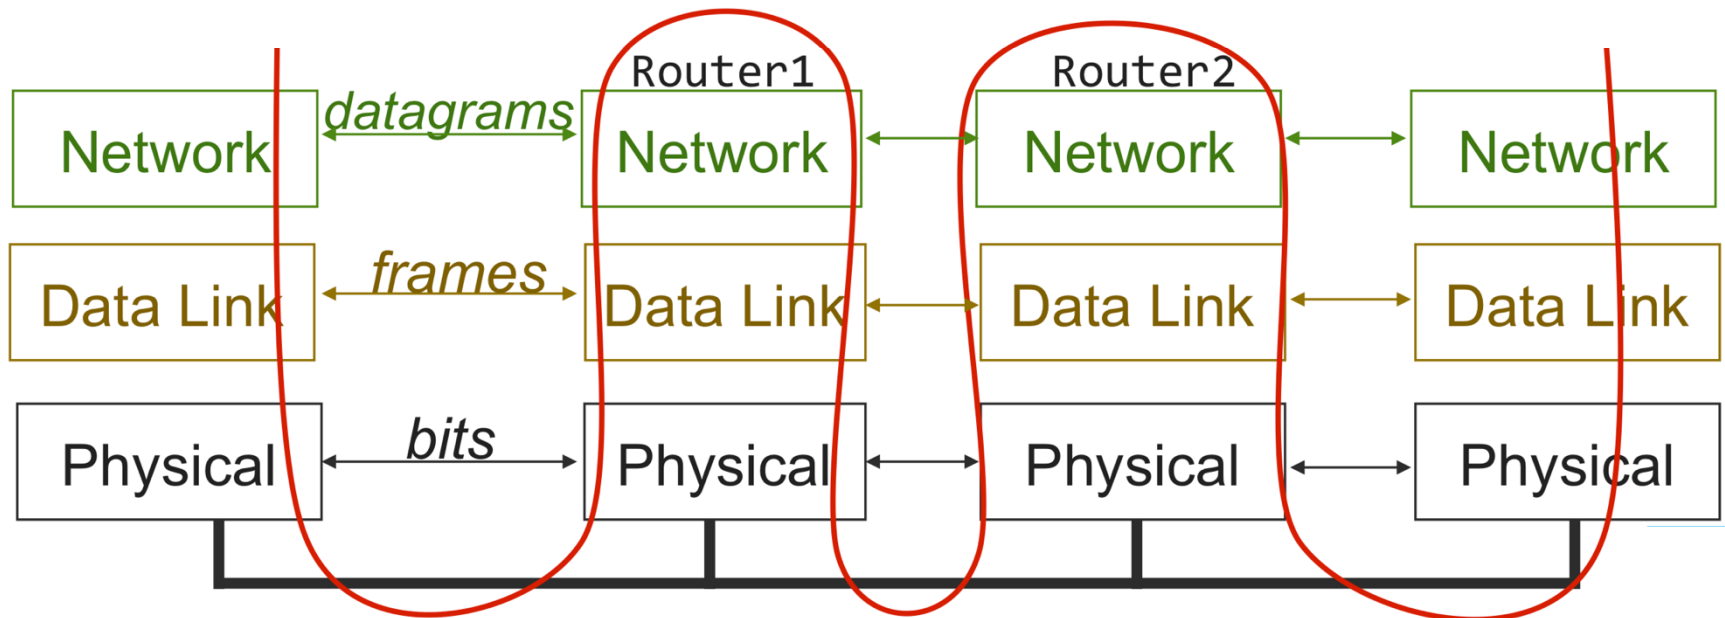 Router1 Router2
datagrams
Network Network Network Network
frames
Data Link Data Link Data Link Data Link
bits
Physical Physical Physical Physical